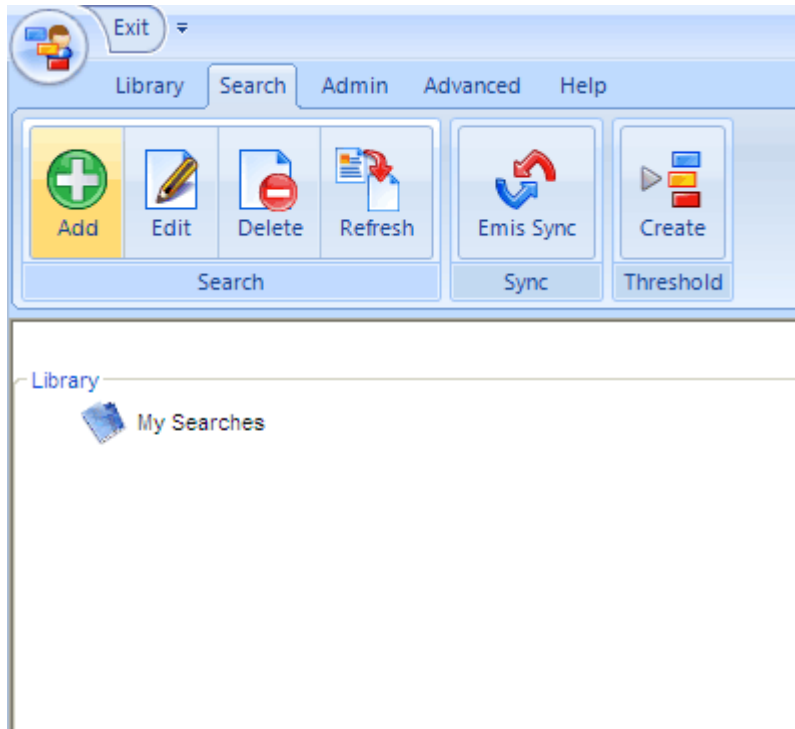 Exit
Library Search Admin Advanced Help
Add Edit Delete Refresh Emis Sync Create
Search Sync Threshold
Library
My Searches